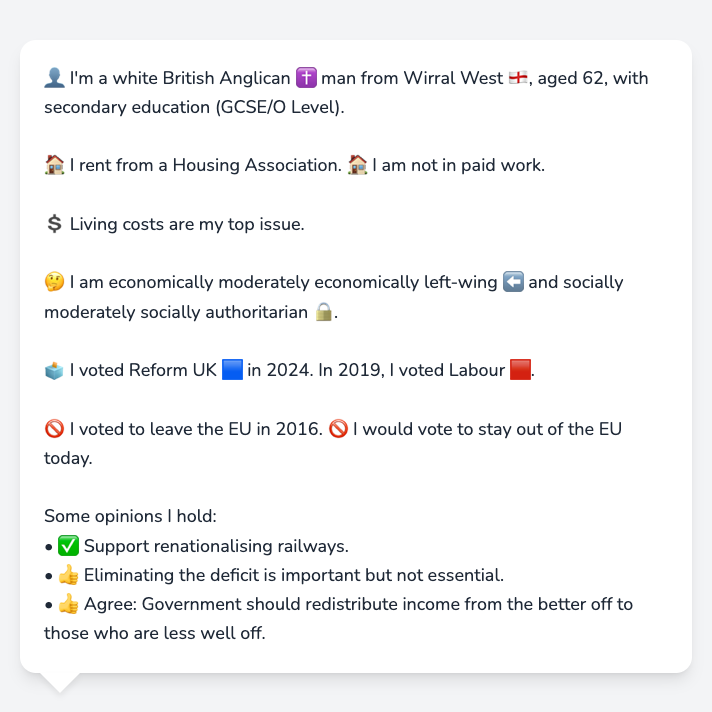 👤 I'm a white British Anglican ✝️ man from Wirral West 🏴󠁧󠁢󠁥󠁮󠁧󠁿, aged 62, with
secondary education (GCSE/O Level).
🏠 I rent from a Housing Association. 🏠 I am not in paid work.
💲 Living costs are my top issue.
🤔 I am economically moderately economically left-wing ⬅️ and socially
moderately socially authoritarian 🔒.
🗳️ I voted Reform UK 🟦 in 2024. In 2019, I voted Labour 🟥.
🚫 I voted to leave the EU in 2016. 🚫 I would vote to stay out of the EU
today.
Some opinions I hold:
• ✅ Support renationalising railways.
• 👍 Eliminating the deficit is important but not essential.
• 👍 Agree: Government should redistribute income from the better off to
those who are less well off.